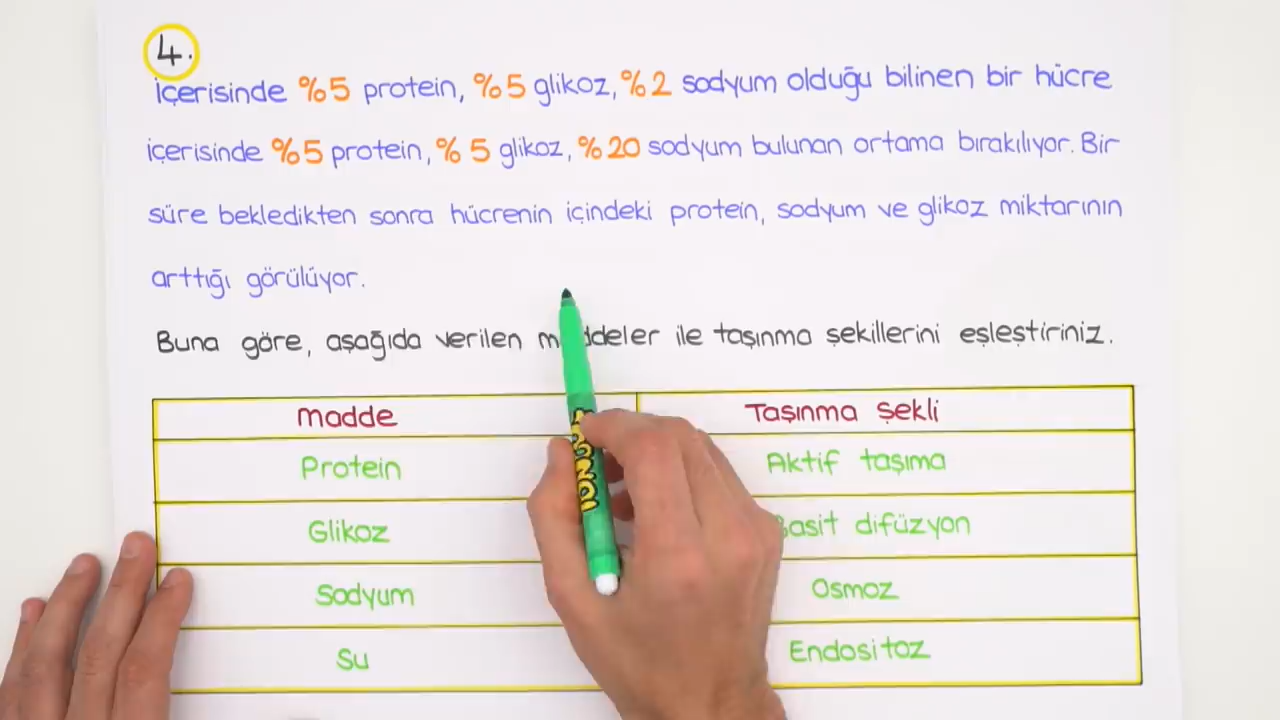 4.
İçerisinde %5 protein, %5 glikoz, %2 sodyum olduğu bilinen bir hücre
içerisinde %5 protein, %5 glikoz, %20 sodyum bulunan ortama bırakılıyor. Bir
süre bekledikten sonra hücrenin içindeki protein, sodyum ve glikoz miktarının
arttığı görülüyor.
Buna göre, aşağıda verilen maddeler ile taşınma şekillerini eşleştiriniz.
Madde Taşınma şekli
Protein Aktif taşıma
Glikoz Basit difüzyon
Sodyum Osmoz
Su Endositoz